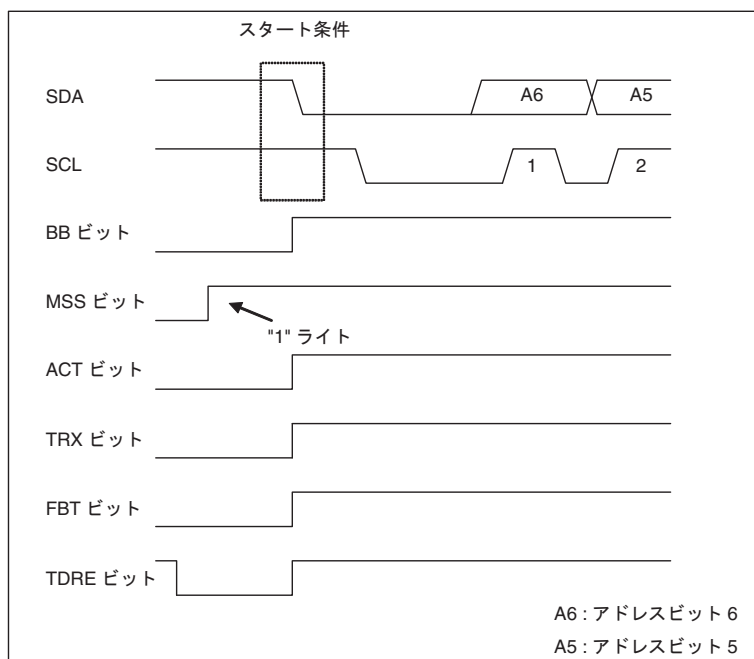 スタート条件
SDA
A6
A5
SCL
1
2
BB ビット
MSS ビット
"1" ライト
ACT ビット
TRX ビット
FBT ビット
TDRE ビット
A6 : アドレスビット 6
A5 : アドレスビット 5